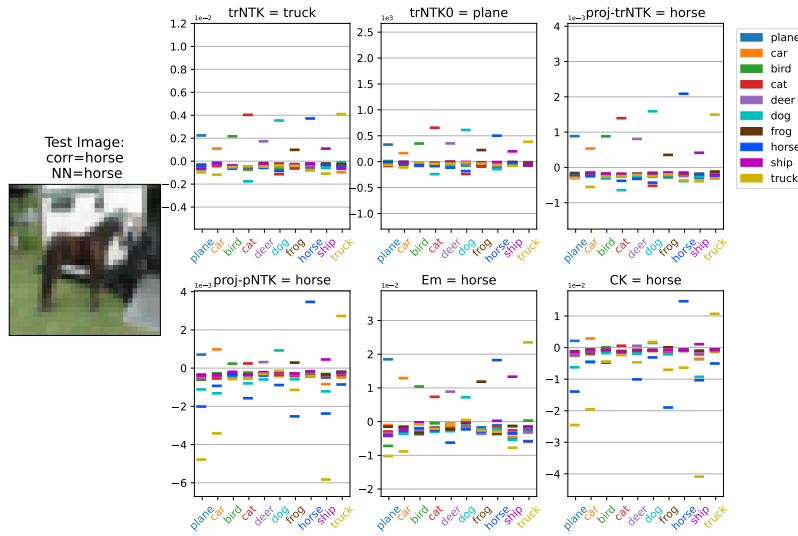 Test Image:
corr=horse
NN=horse
trNTK = truck
1e−2
1.2
1.0
0.8
0.6
0.4
0.2
0.0
−0.2
−0.4
plane
car
bird
cat
deer
dog
frog
horse
ship
truck
trNTK0 = plane
1e3
2.5
2.0
1.5
1.0
0.5
0.0
−0.5
−1.0
plane
car
bird
cat
deer
dog
frog
horse
ship
truck
proj-trNTK = horse
1e−3
4
3
2
1
0
−1
plane
car
bird
cat
deer
dog
frog
horse
ship
truck
plane
car
bird
cat
deer
dog
frog
horse
ship
truck
proj-pNTK = horse
1e−3
4
2
0
−2
−4
−6
plane
car
bird
cat
deer
dog
frog
horse
ship
truck
Em = horse
1e−2
3
2
1
0
−1
−2
plane
car
bird
cat
deer
dog
frog
horse
ship
truck
CK = horse
1e−2
1
0
−1
−2
−3
−4
plane
car
bird
cat
deer
dog
frog
horse
ship
truck